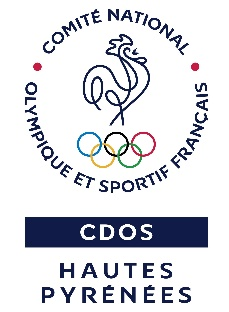 COMITÉ NATIONAL
OLYMPIQUE ET SPORTIF FRANÇAIS
CDOS
HAUTES
PYRÉNÉES